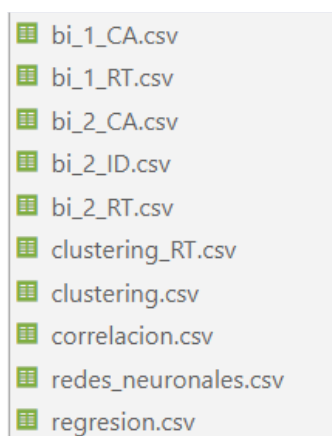 bi_1_CA.csv
bi_1_RT.csv
bi_2_CA.csv
bi_2_ID.csv
bi_2_RT.csv
clustering_RT.csv
clustering.csv
correlacion.csv
redes_neuronales.csv
regresion.csv